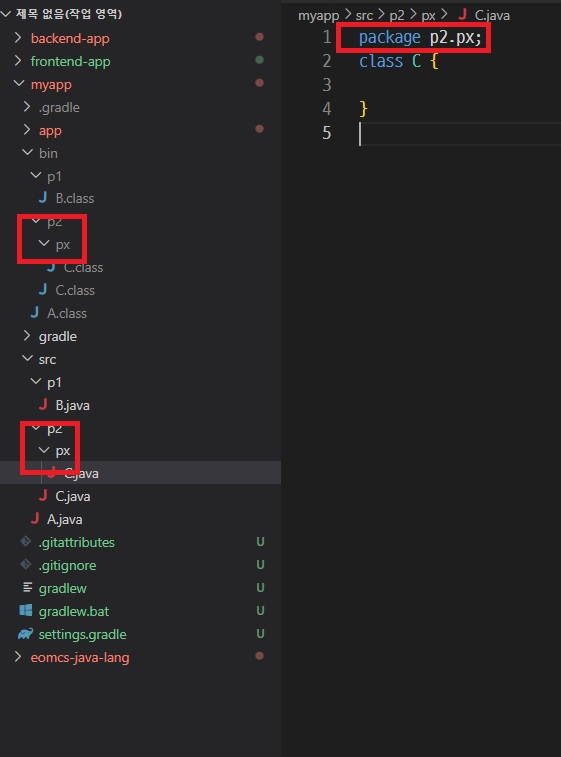 제목 없음(작업 영역)
backend-app
frontend-app
myapp
.gradle
app
bin
p1
B.class
p2
px
C.class
C.class
A.class
gradle
src
p1
B.java
p2
px
C.java
C.java
A.java
.gitattributes U
.gitignore U
gradlew U
gradlew.bat U
settings.gradle U
eomcs-java-lang
myapp > src > p2 > px > C.java
1 package p2.px;
2 class C {
3
4 }
5